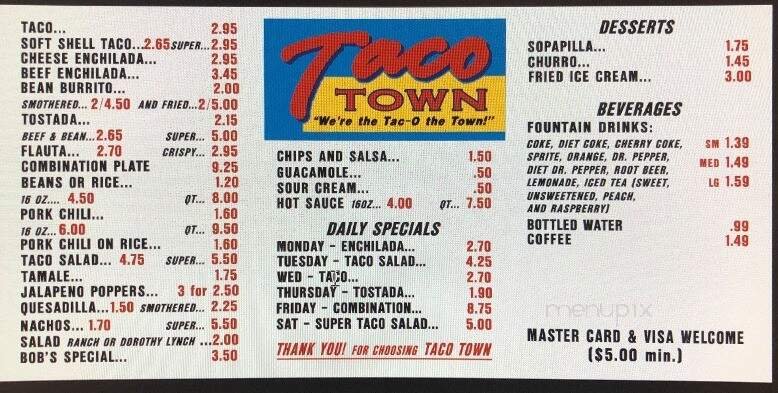 TACO... 2.95
SOFT SHELL TACO...2.65 SUPER... 2.95
CHEESE ENCHILADA... 2.95
BEEF ENCHILADA... 3.45
BEAN BURRITO... 2.00
SMOTHERED... 2/4.50 AND FRIED...2/5.00
TOSTADA... 2.15
BEEF & BEAN...2.65 SUPER... 5.00
FLAUTA... 2.70 CRISPY... 2.95
COMBINATION PLATE 9.25
BEANS OR RICE... 1.20
16 OZ.... 4.50 QT... 8.00
PORK CHILI... 1.60
16 OZ... 6.00 QT... 9.50
PORK CHILI ON RICE... 1.60
TACO SALAD... 4.75 SUPER... 5.50
TAMALE... 1.75
JALAPENO POPPERS... 3 for 2.50
QUESADILLA...1.50 SMOTHERED... 2.25
NACHOS... 1.70 SUPER... 5.50
SALAD RANCH OR DOROTHY LYNCH ...2.00
BOB'S SPECIAL... 3.50
Taco
TOWN
"We're the Tac-O the Town!"
CHIPS AND SALSA... 1.50
GUACAMOLE... .50
SOUR CREAM... .50
HOT SAUCE 16OZ... 4.00 QT... 7.50
DAILY SPECIALS
MONDAY - ENCHILADA... 2.70
TUESDAY - TACO SALAD... 4.25
WED - TACO... 2.70
THURSDAY - TOSTADA... 1.90
FRIDAY - COMBINATION... 8.75
SAT - SUPER TACO SALAD... 5.00
THANK YOU! FOR CHOOSING TACO TOWN
DESSERTS
SOPAPILLA... 1.75
CHURRO... 1.45
FRIED ICE CREAM... 3.00
BEVERAGES
FOUNTAIN DRINKS:
COKE, DIET COKE, CHERRY COKE, SM 1.39
SPRITE, ORANGE, DR. PEPPER,
DIET DR. PEPPER, ROOT BEER, MED 1.49
LEMONADE, ICED TEA (SWEET, LG 1.59
UNSWEETENED, PEACH,
AND RASPBERRY)
BOTTLED WATER .99
COFFEE 1.49
menupix
MASTER CARD & VISA WELCOME
($5.00 min.)